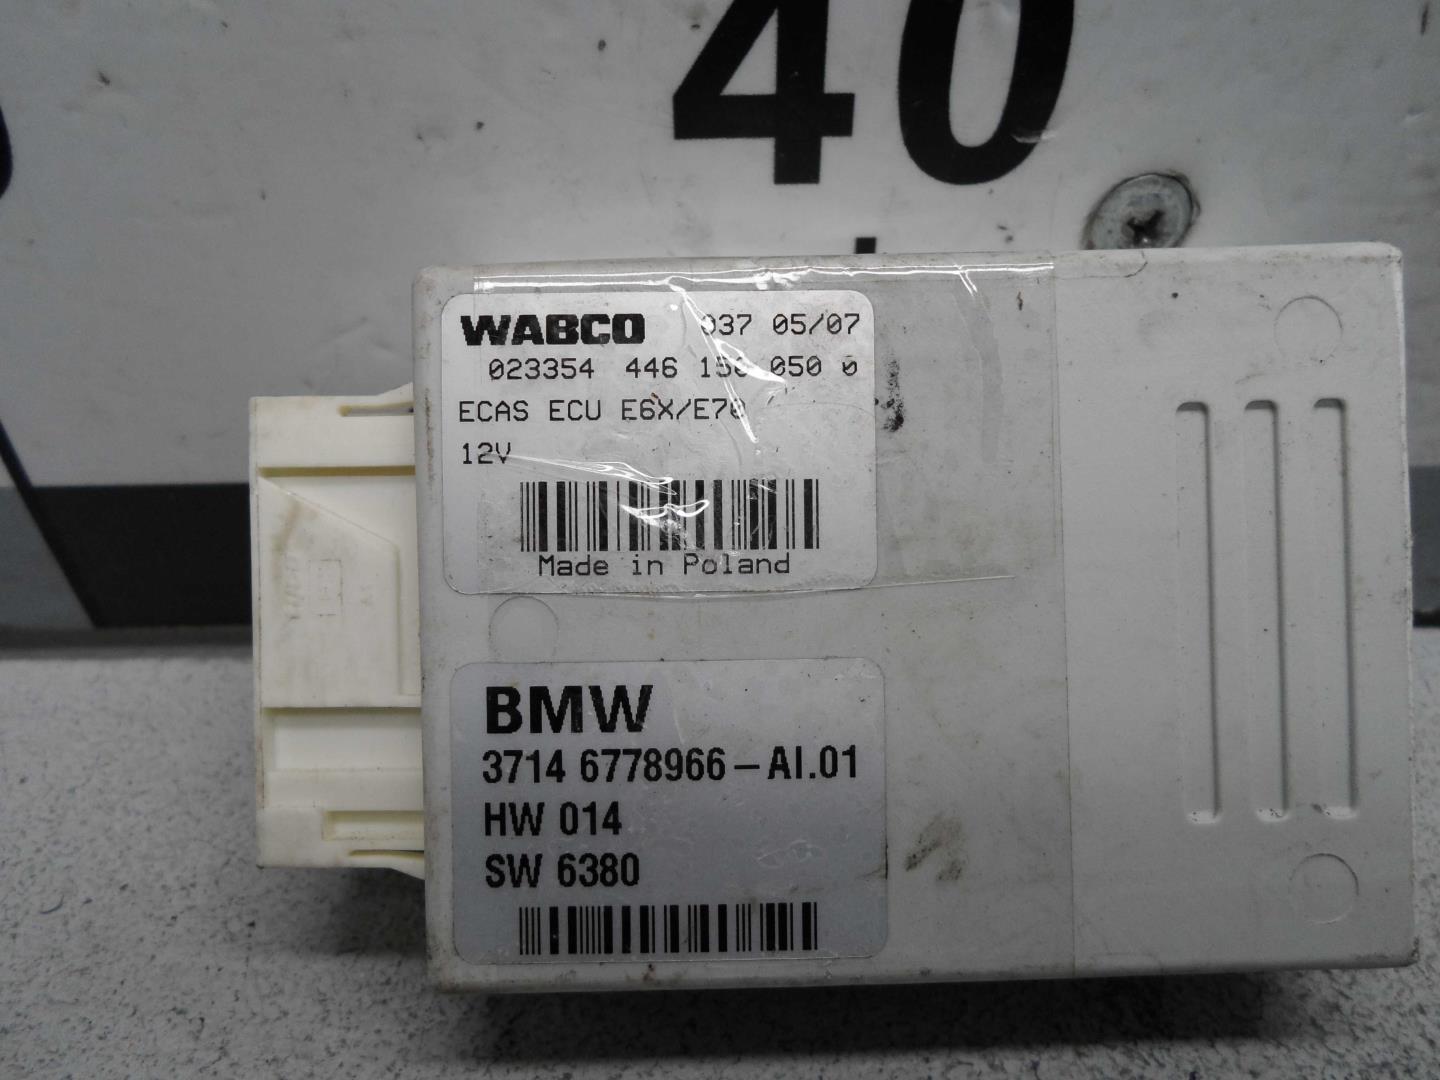 40
WABCO 037 05/07
023354 446 150 050 0
ECAS ECU E6X/E70
12V
Made in Poland
BMW
3714 6778966-AI.01
HW 014
SW 6380